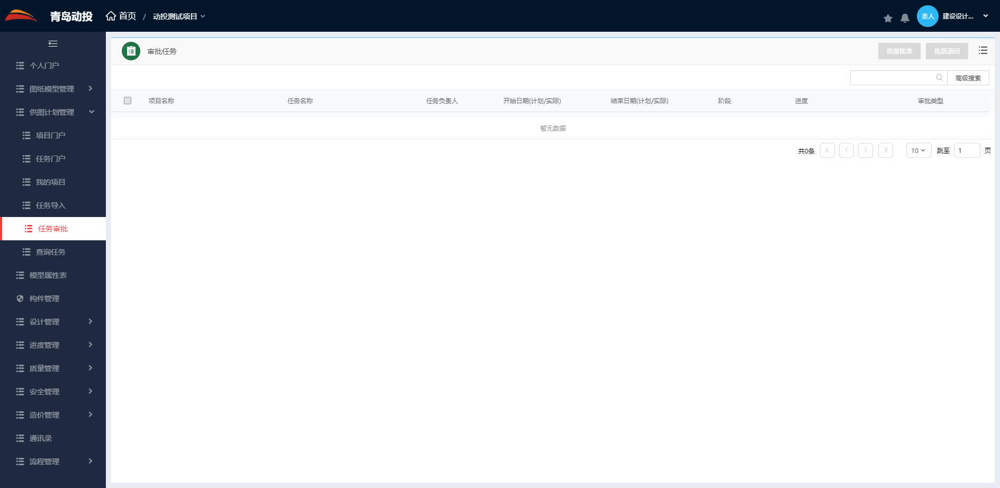 青岛动投
首页 / 动投测试项目
责人 建设设计...
个人门户
图纸模型管理
供图计划管理
项目门户
任务门户
我的项目
任务导入
任务审批
查询任务
模型属性表
构件管理
设计管理
进度管理
质量管理
安全管理
造价管理
通讯录
流程管理
审批任务
批量批准 批量退回
高级搜索
项目名称 任务名称 任务负责人 开始日期(计划/实际) 结束日期(计划/实际) 阶段 进度 审批类型
暂无数据
共0条 10 跳至 1 页